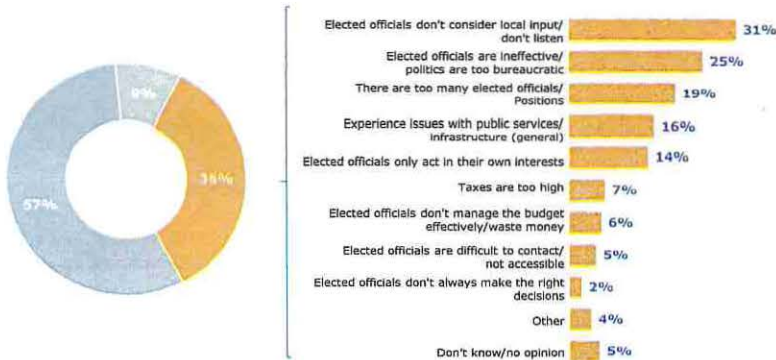 Elected officials don't consider local input/
don't listen
31%
Elected officials are ineffective/
politics are too bureaucratic
25%
There are too many elected officials/
Positions
19%
Experience issues with public services/
infrastructure (general)
16%
Elected officials only act in their own interests
14%
Taxes are too high
7%
Elected officials don't manage the budget
effectively/waste money
6%
Elected officials are difficult to contact/
not accessible
5%
Elected officials don't always make the right
decisions
2%
Other
4%
Don't know/no opinion
5%
57%